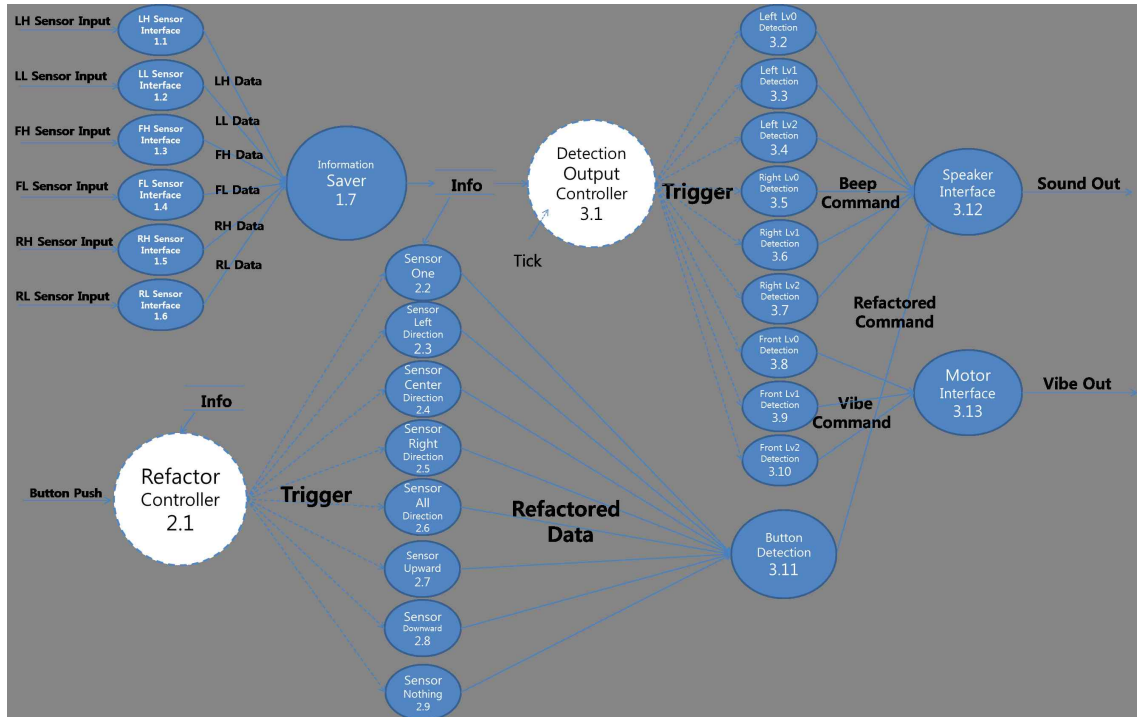 LH Sensor Input
LH Sensor
Interface
1.1
LL Sensor Input
LL Sensor
Interface
1.2
FH Sensor Input
FH Sensor
Interface
1.3
FL Sensor Input
FL Sensor
Interface
1.4
RH Sensor Input
RH Sensor
Interface
1.5
RL Sensor Input
RL Sensor
Interface
1.6
LH Data
LL Data
FH Data
FL Data
RH Data
RL Data
Information
Saver
1.7
Info
Detection
Output
Controller
3.1
Tick
Trigger
Left Lv0
Detection
3.2
Left Lv1
Detection
3.3
Left Lv2
Detection
3.4
Right Lv0
Detection
3.5
Right Lv1
Detection
3.6
Right Lv2
Detection
3.7
Front Lv0
Detection
3.8
Front Lv1
Detection
3.9
Front Lv2
Detection
3.10
Beep
Command
Speaker
Interface
3.12
Sound Out
Refactored
Command
Vibe
Command
Motor
Interface
3.13
Vibe Out
Info
Button Push
Refactor
Controller
2.1
Trigger
Sensor
One
2.2
Sensor
Left
Direction
2.3
Sensor
Center
Direction
2.4
Sensor
Right
Direction
2.5
Sensor
All
Direction
2.6
Sensor
Upward
2.7
Sensor
Downward
2.8
Sensor
Nothing
2.9
Refactored
Data
Button
Detection
3.11